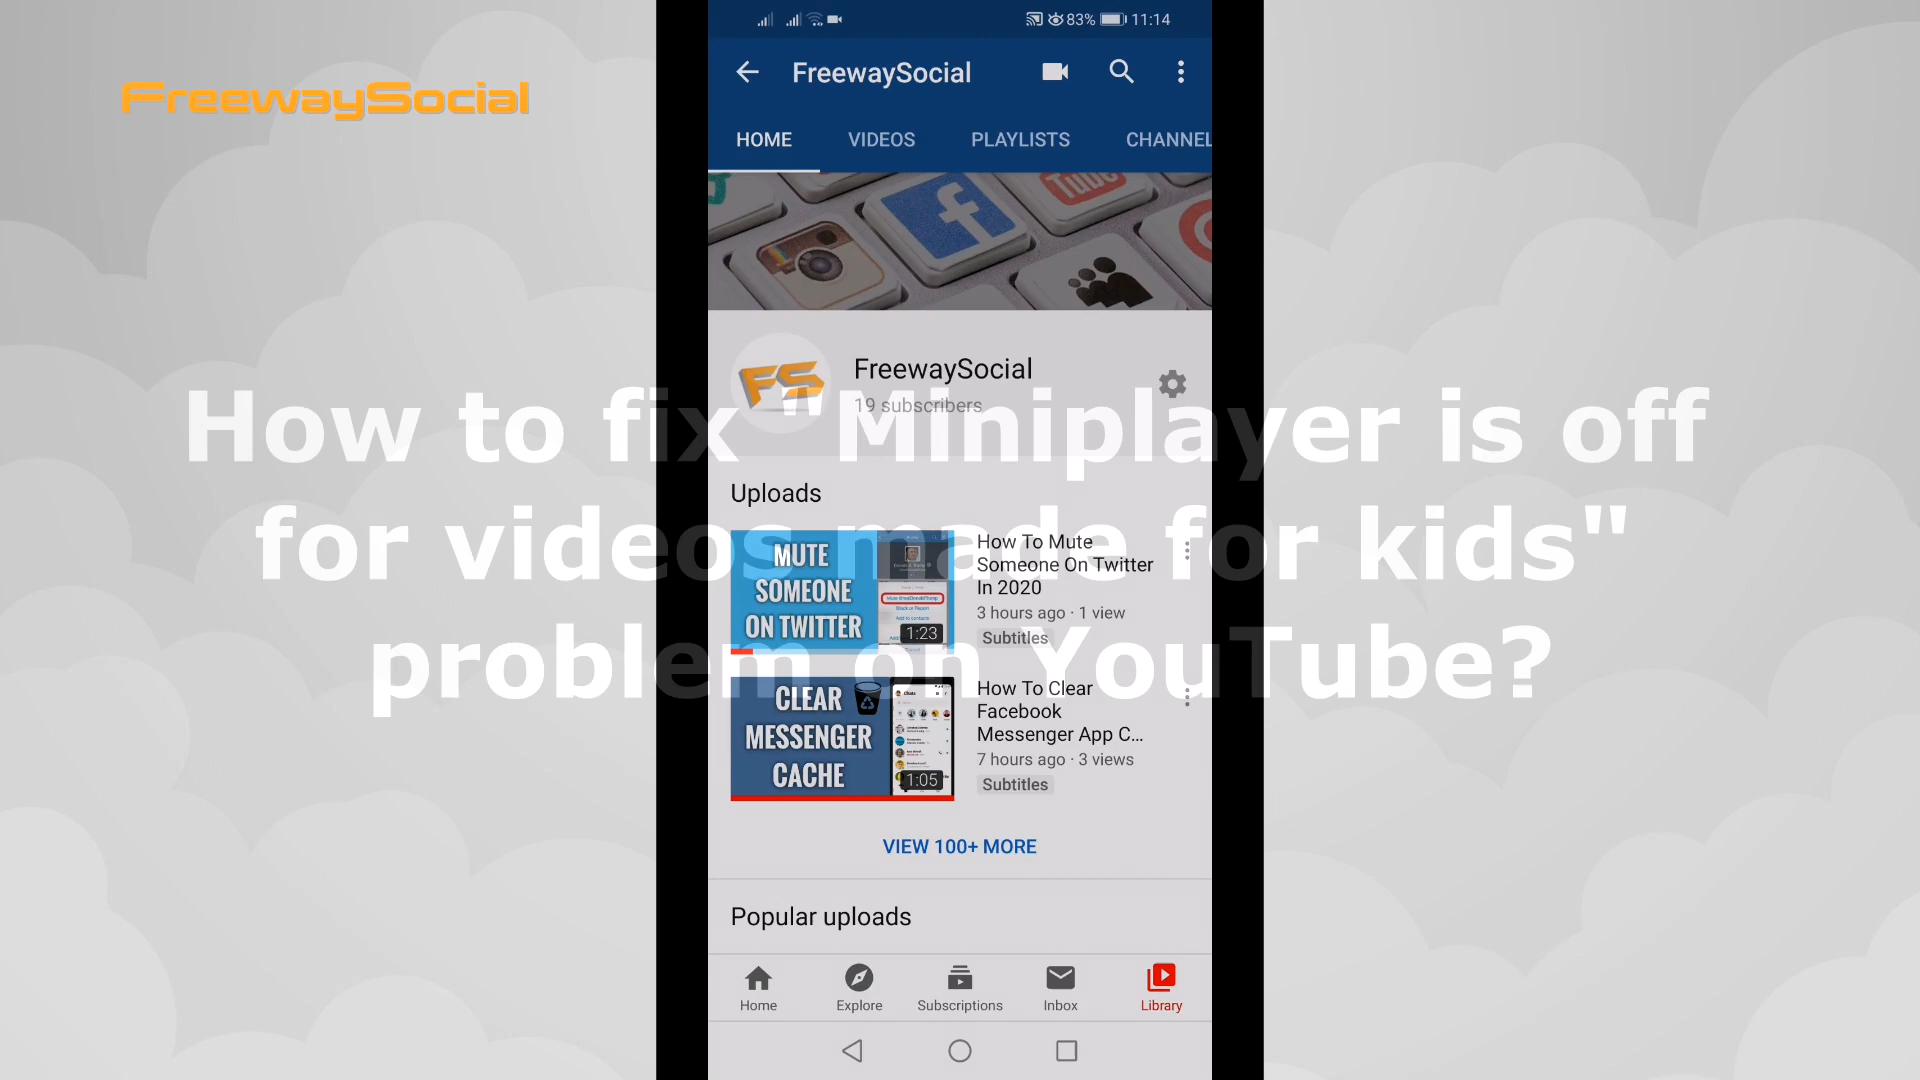 83% 11:14
FreewaySocial
FreewaySocial
HOME VIDEOS PLAYLISTS CHANNEL
Tube
FS
FreewaySocial
19 subscribers
How to fix "Miniplayer is off
for videos made for kids"
problem on YouTube?
Uploads
MUTE
SOMEONE
ON TWITTER
1:23
How To Mute
Someone On Twitter
In 2020
3 hours ago · 1 view
Subtitles
CLEAR
MESSENGER
CACHE
Chats
1:05
How To Clear
Facebook
Messenger App C...
7 hours ago · 3 views
Subtitles
VIEW 100+ MORE
Popular uploads
Home Explore Subscriptions Inbox Library